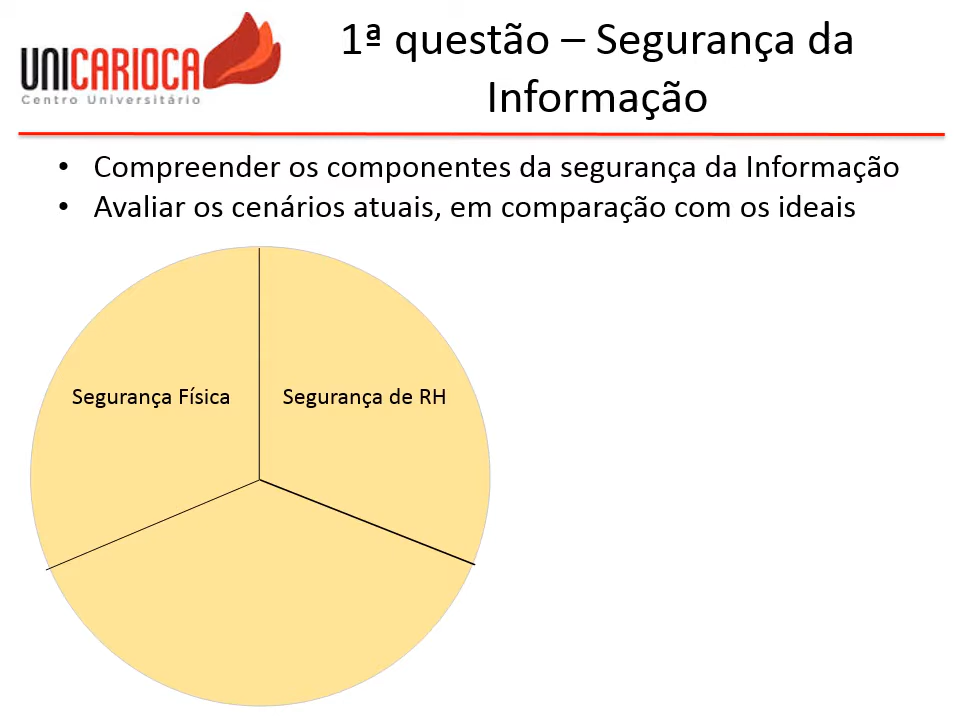 UNICARIOCA
Centro Universitário
1ª questão – Segurança da
Informação
• Compreender os componentes da segurança da Informação
• Avaliar os cenários atuais, em comparação com os ideais
Segurança Física
Segurança de RH